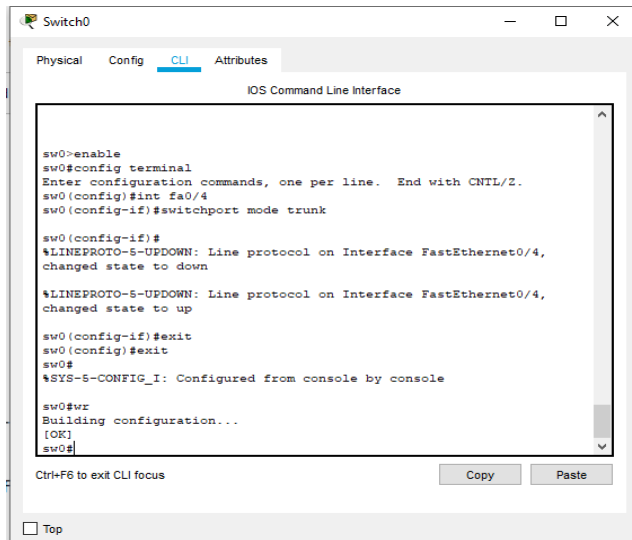 Switch0
Physical Config CLI Attributes
IOS Command Line Interface
sw0>enable
sw0#config terminal
Enter configuration commands, one per line. End with CNTL/Z.
sw0(config)#int fa0/4
sw0(config-if)#switchport mode trunk
sw0(config-if)#
%LINEPROTO-5-UPDOWN: Line protocol on Interface FastEthernet0/4,
changed state to down
%LINEPROTO-5-UPDOWN: Line protocol on Interface FastEthernet0/4,
changed state to up
sw0(config-if)#exit
sw0(config)#exit
sw0#
%SYS-5-CONFIG_I: Configured from console by console
sw0#wr
Building configuration...
[OK]
sw0#
Ctrl+F6 to exit CLI focus
Copy Paste
Top